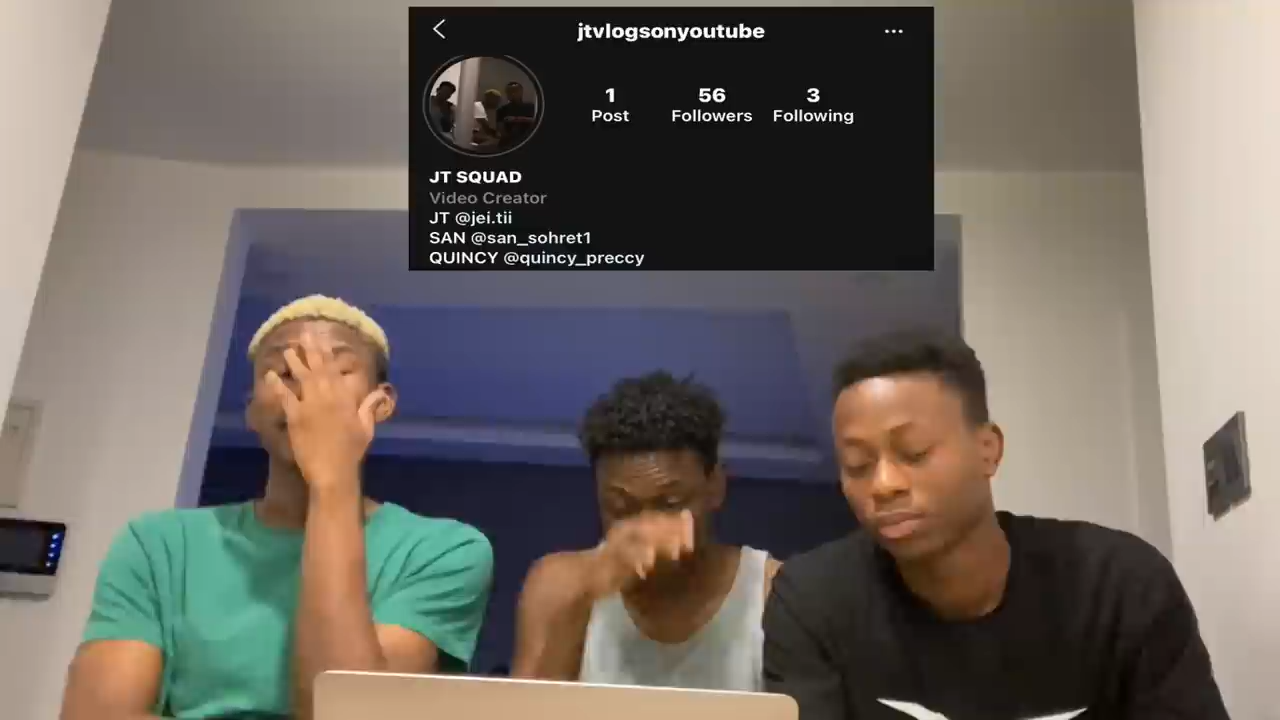 jtvlogsonyoutube
1 56 3
Post Followers Following
JT SQUAD
Video Creator
JT @jei.tii
SAN @san_sohret1
QUINCY @quincy_preccy